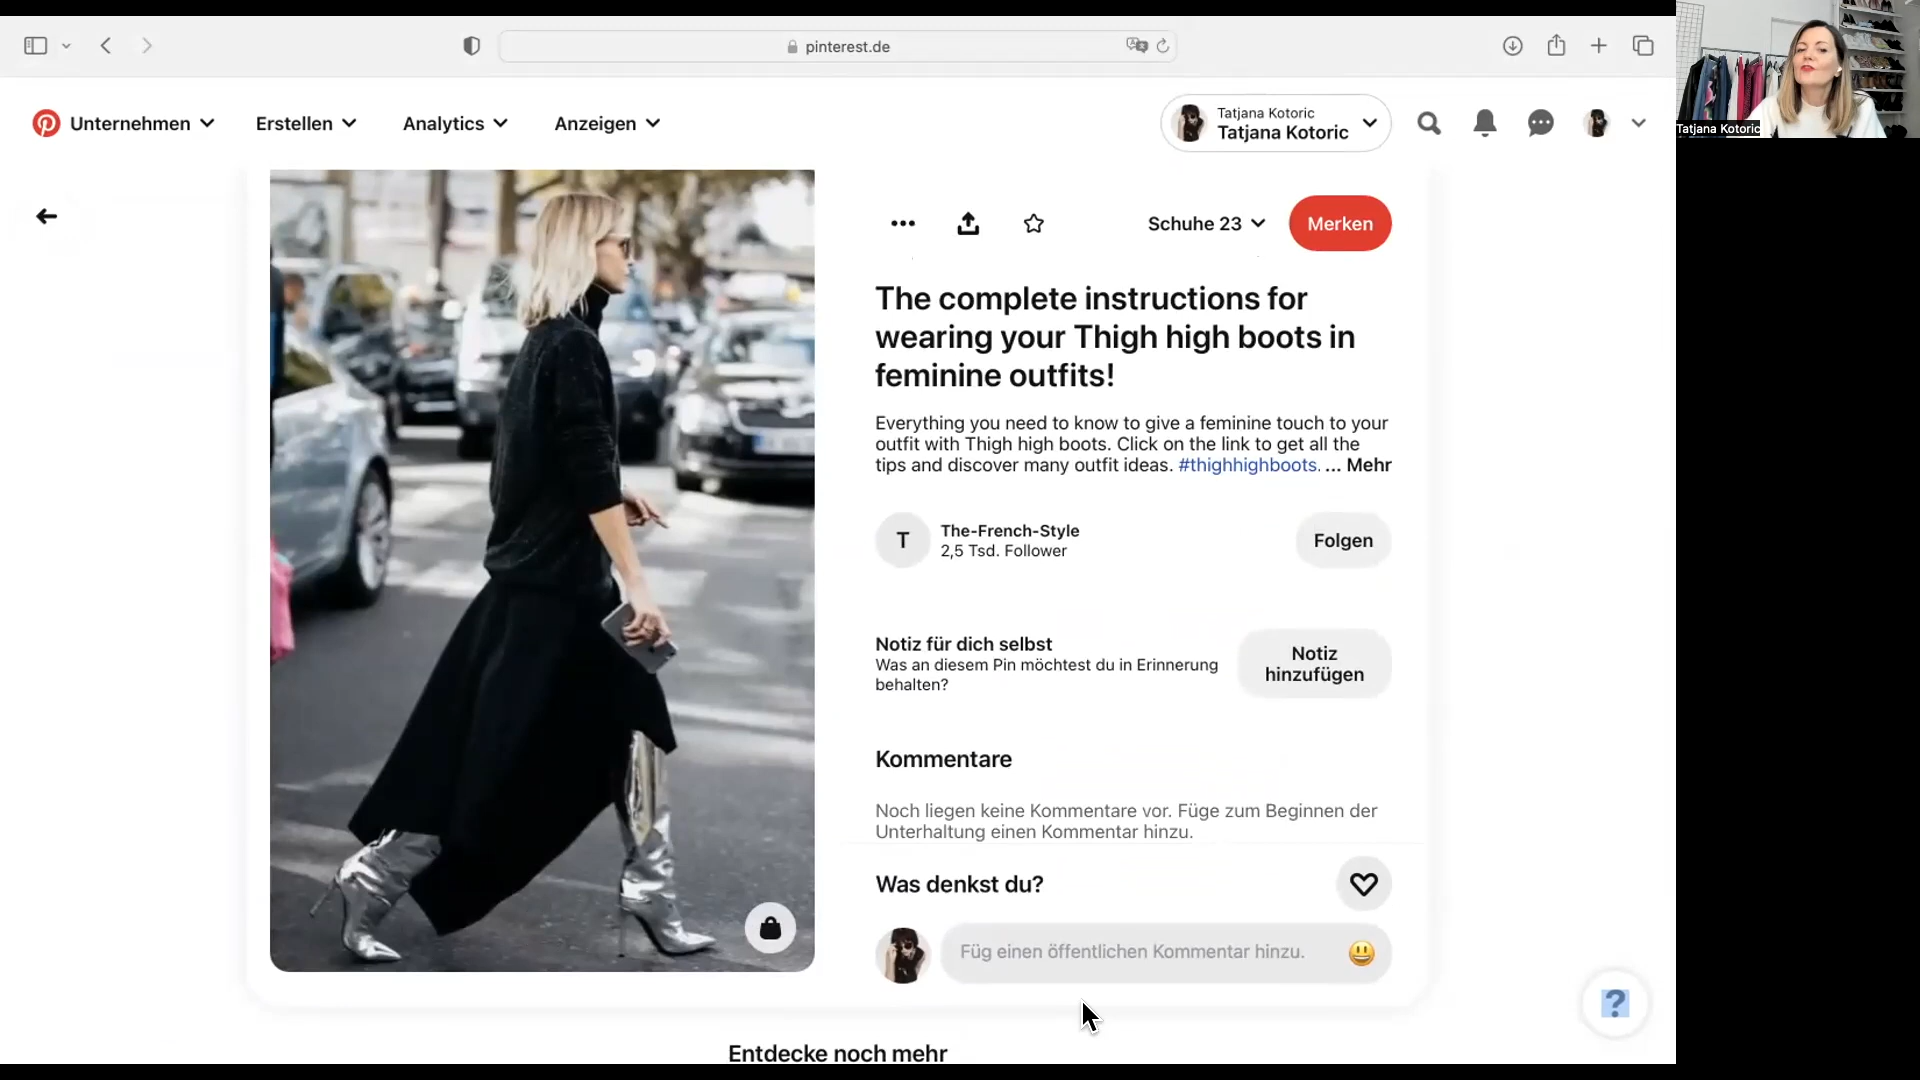 pinterest.de
Unternehmen
Erstellen
Analytics
Anzeigen
Tatjana Kotoric
Tatjana Kotoric
Tatjana Kotoric
Schuhe 23
Merken
The complete instructions for
wearing your Thigh high boots in
feminine outfits!
Everything you need to know to give a feminine touch to your
outfit with Thigh high boots. Click on the link to get all the
tips and discover many outfit ideas. #thighhighboots. ... Mehr
T
The-French-Style
2,5 Tsd. Follower
Folgen
Notiz für dich selbst
Was an diesem Pin möchtest du in Erinnerung
behalten?
Notiz
hinzufügen
Kommentare
Noch liegen keine Kommentare vor. Füge zum Beginnen der
Unterhaltung einen Kommentar hinzu.
Was denkst du?
Füg einen öffentlichen Kommentar hinzu.
?
Entdecke noch mehr